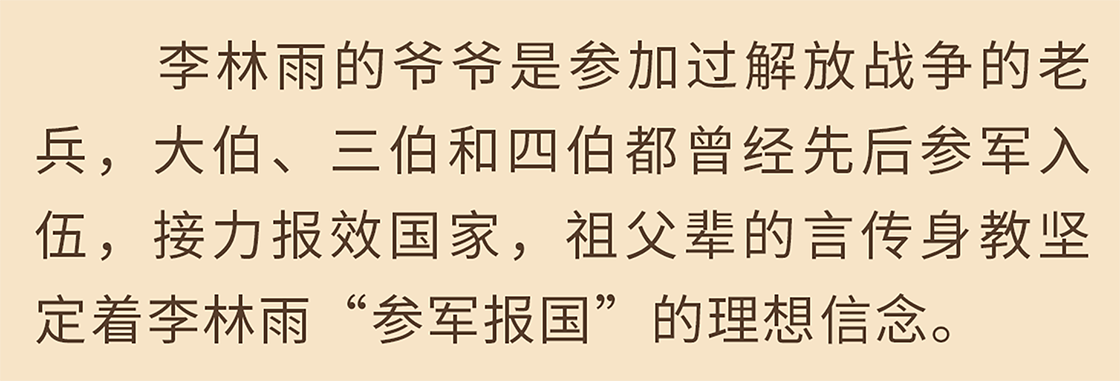 李林雨的爷爷是参加过解放战争的老
兵，大伯、三伯和四伯都曾经先后参军入
伍，接力报效国家，祖父辈的言传身教坚
定着李林雨“参军报国”的理想信念。